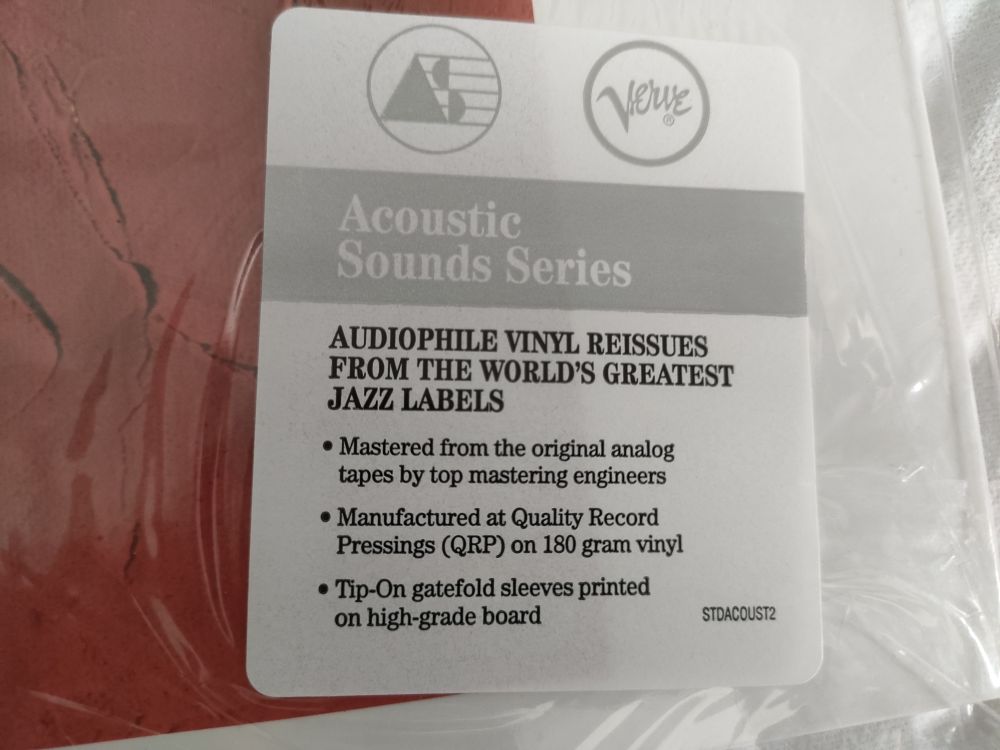 AS
Verve®
Acoustic
Sounds Series
AUDIOPHILE VINYL REISSUES
FROM THE WORLD'S GREATEST
JAZZ LABELS
• Mastered from the original analog
tapes by top mastering engineers
• Manufactured at Quality Record
Pressings (QRP) on 180 gram vinyl
• Tip-On gatefold sleeves printed
on high-grade board
STDACOUST2